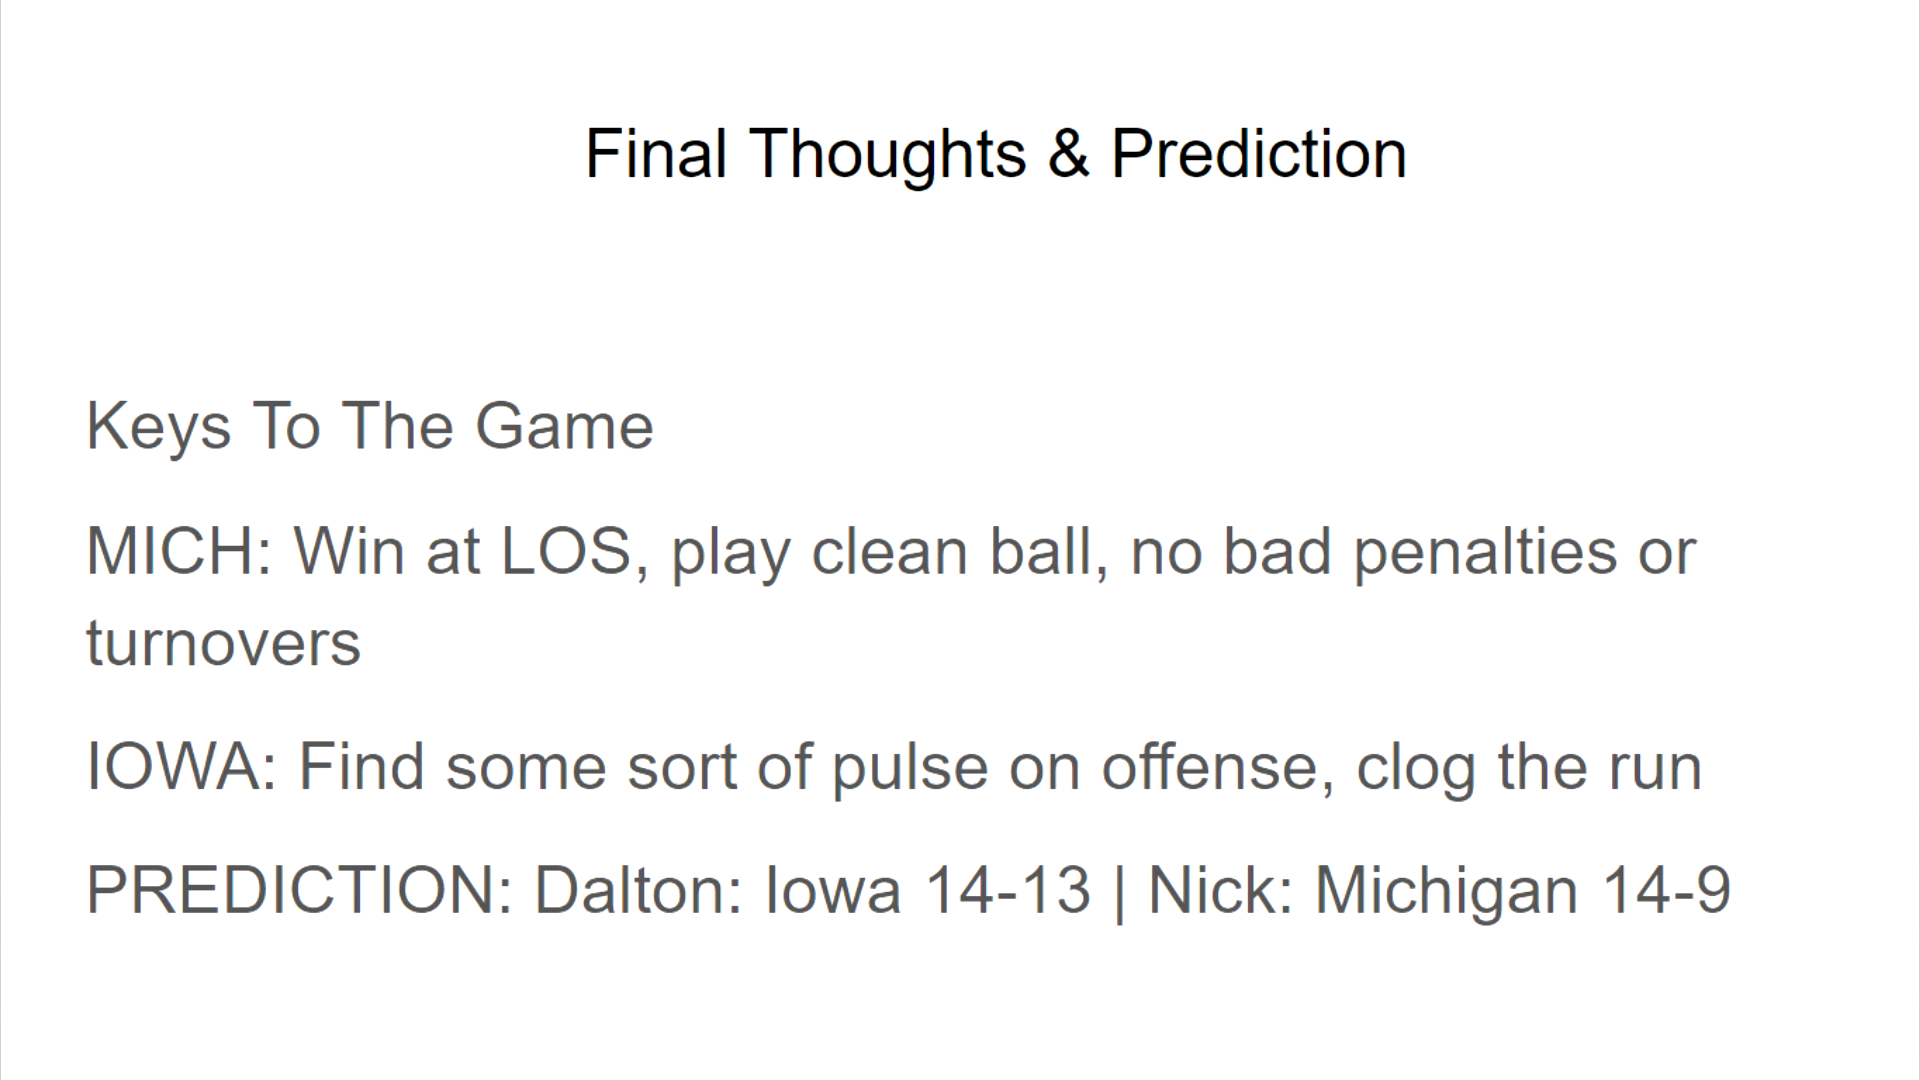 Final Thoughts & Prediction
Keys To The Game
MICH: Win at LOS, play clean ball, no bad penalties or
turnovers
IOWA: Find some sort of pulse on offense, clog the run
PREDICTION: Dalton: Iowa 14-13 | Nick: Michigan 14-9